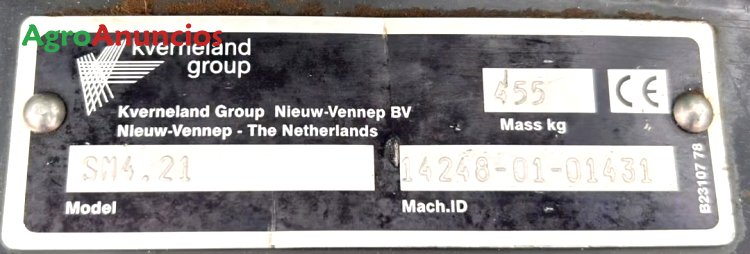 AgroAnuncios
kverneland
group
Kverneland Group Nieuw-Vennep BV
Nieuw-Vennep - The Netherlands
455
CE
Mass kg
SM4.21
14248-01-01431
Model
Mach.ID
B23107 78